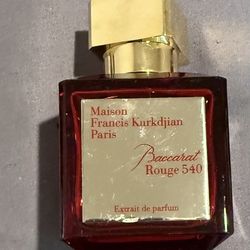 Maison
Francis Kurkdjian
Paris
Baccarat
Rouge 540
Extrait de parfum